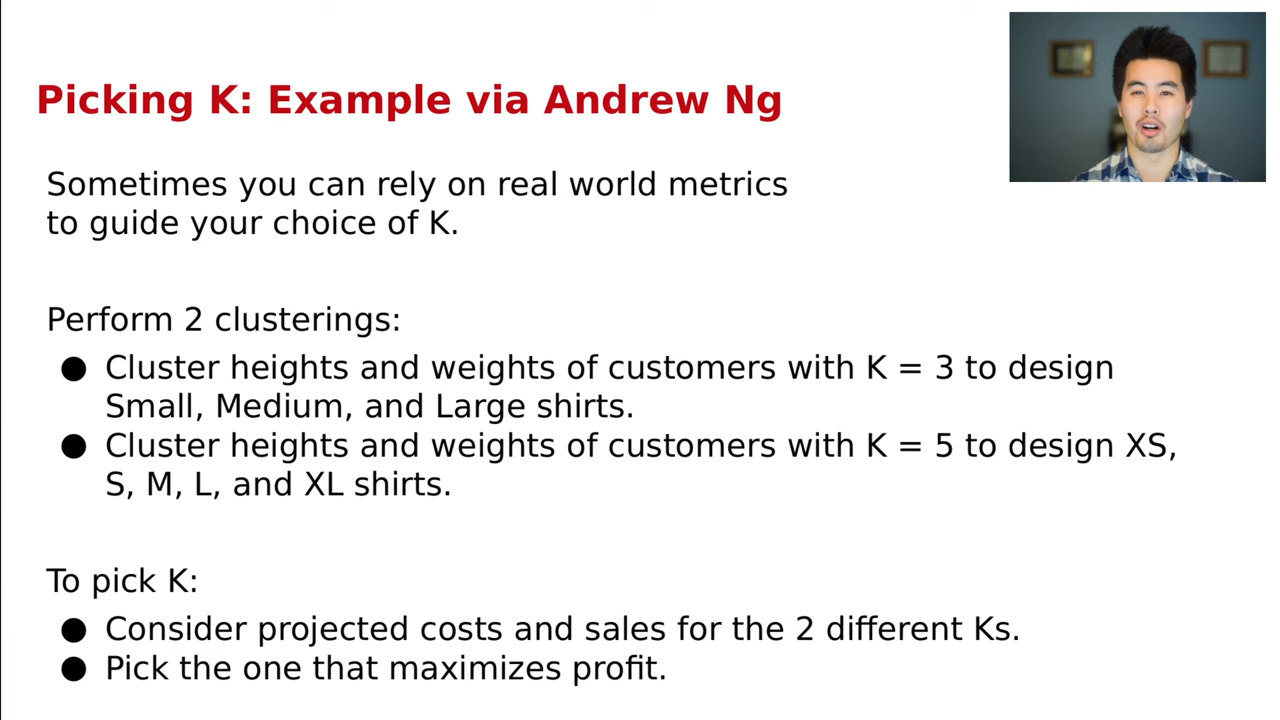 Picking K: Example via Andrew Ng
Sometimes you can rely on real world metrics
to guide your choice of K.
Perform 2 clusterings:
● Cluster heights and weights of customers with K = 3 to design
Small, Medium, and Large shirts.
● Cluster heights and weights of customers with K = 5 to design XS,
S, M, L, and XL shirts.
To pick K:
● Consider projected costs and sales for the 2 different Ks.
● Pick the one that maximizes profit.